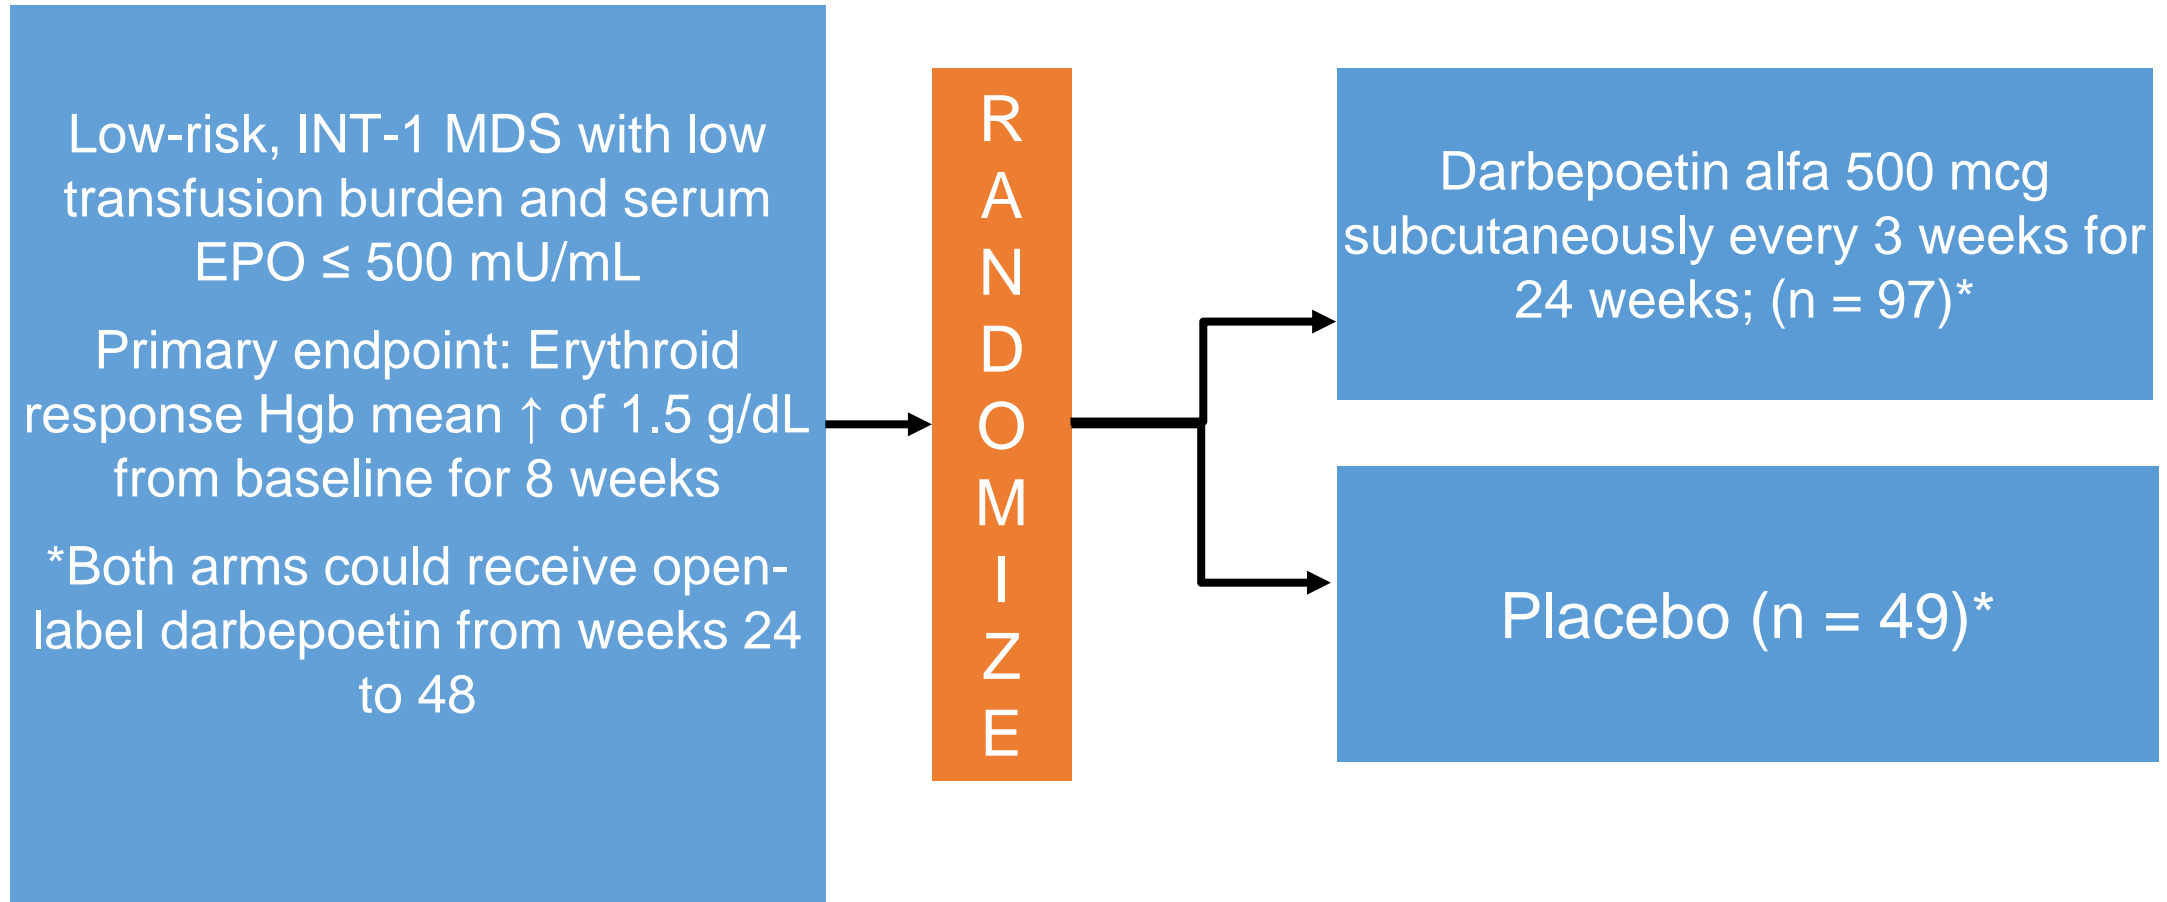 Low-risk, INT-1 MDS with low
transfusion burden and serum
EPO ≤ 500 mU/mL
Primary endpoint: Erythroid
response Hgb mean ↑ of 1.5 g/dL
from baseline for 8 weeks
*Both arms could receive open-
label darbepoetin from weeks 24
to 48
R
A
N
D
O
M
I
Z
E
Darbepoetin alfa 500 mcg
subcutaneously every 3 weeks for
24 weeks; (n = 97)*
Placebo (n = 49)*